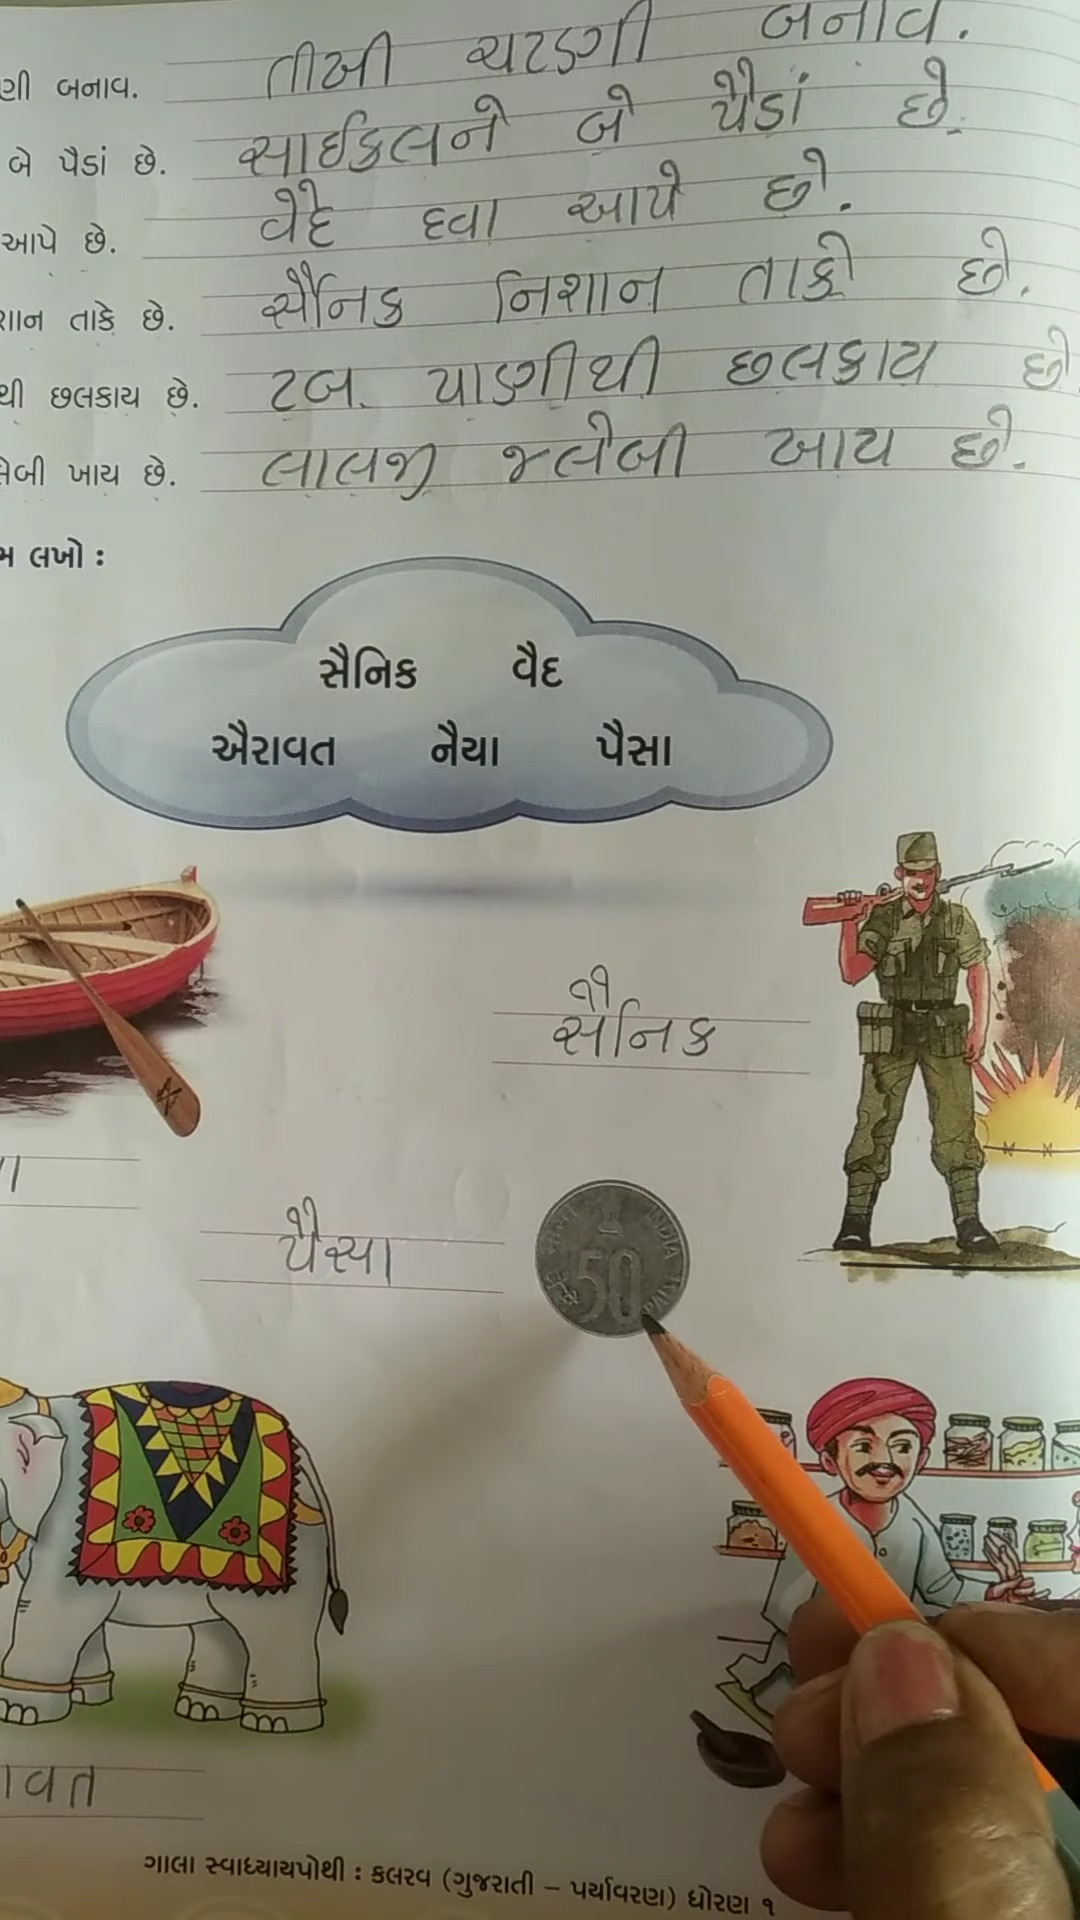 ણી બનાવ. તીખી ચટણી બનાવ.
બે પૈડાં છે. સાઈકલને બે પૈડાં છે.
આપે છે. વૈદ દવા આપે છે.
શાન તાકે છે. સૈનિક નિશાન તાકે છે.
થી છલકાય છે. ટબ પાણીથી છલકાય છે.
લેબી ખાય છે. લાલજી જલેબી ખાય છે.
મ લખો :
સૈનિક વૈદ
ઐરાવત નૈયા પૈસા
સૈનિક
પૈસા
INDIA
50
પૈસે
PAISE
ાવત
ગાલા સ્વાધ્યાયપોથી : કલરવ (ગુજરાતી – પર્યાવરણ) ધોરણ ૧